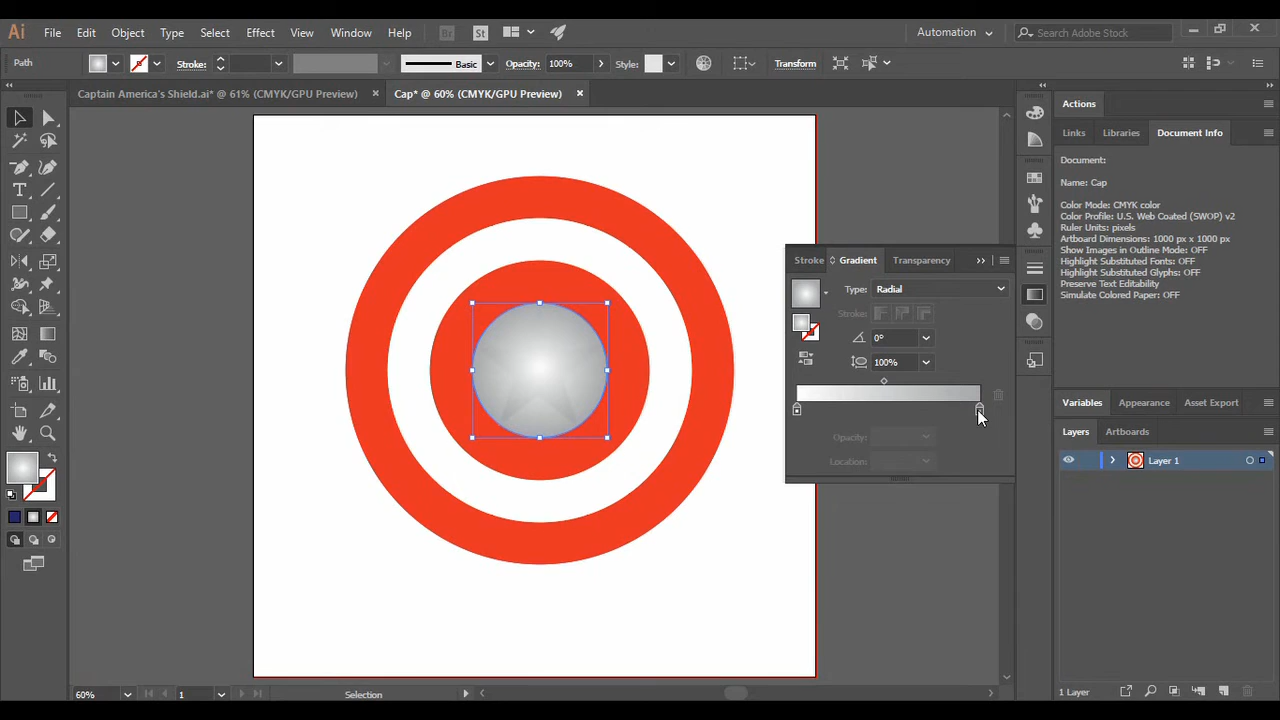 Ai File Edit Object Type Select Effect View Window Help Br St Automation Search Adobe Stock
Path Stroke: Basic Opacity: 100% Style: Transform
Captain America's Shield.ai* @ 61% (CMYK/GPU Preview) × Cap* @ 60% (CMYK/GPU Preview) ×
Actions
Links Libraries Document Info
Document:
Name: Cap
Color Mode: CMYK color
Color Profile: U.S. Web Coated (SWOP) v2
Ruler Units: pixels
Artboard Dimensions: 1000 px x 1000 px
Show Images in Outline Mode: OFF
Highlight Substituted Fonts: OFF
Highlight Substituted Glyphs: OFF
Preserve Text Editability
Simulate Colored Paper: OFF
Stroke Gradient Transparency
Type: Radial
Stroke:
0°
100%
Opacity:
Location:
Variables Appearance Asset Export
Layers Artboards
Layer 1
60% 1 Selection
1 Layer